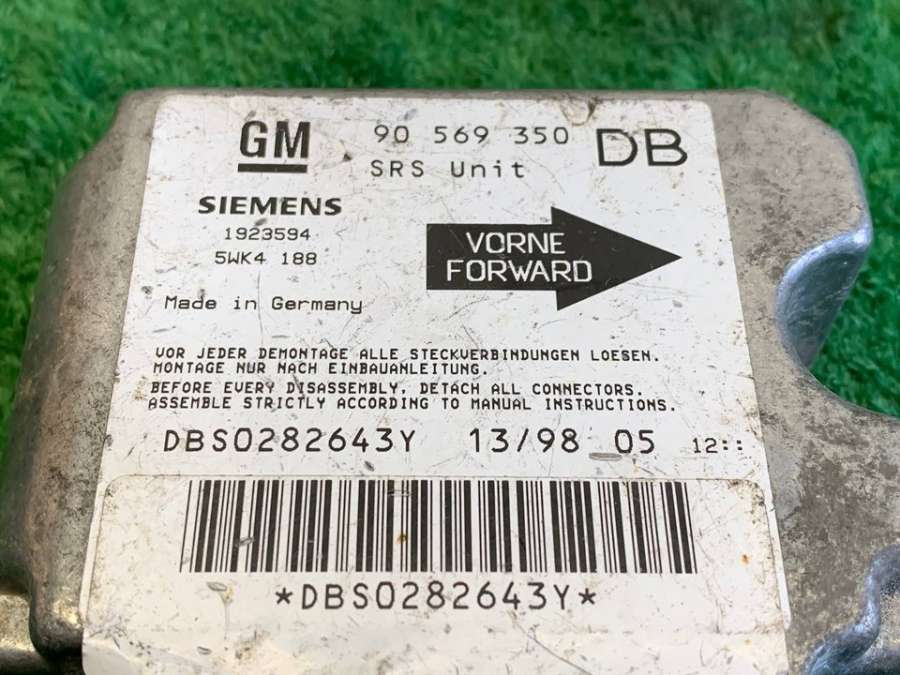 GM 90 569 350 DB
SRS Unit
SIEMENS
1923594
5WK4 188
VORNE
FORWARD
Made in Germany
VOR JEDER DEMONTAGE ALLE STECKVERBINDUNGEN LOESEN.
MONTAGE NUR NACH EINBAUANLEITUNG.
BEFORE EVERY DISASSEMBLY, DETACH ALL CONNECTORS.
ASSEMBLE STRICTLY ACCORDING TO MANUAL INSTRUCTIONS.
DBS0282643Y 13/98 05 12::
*DBS0282643Y*